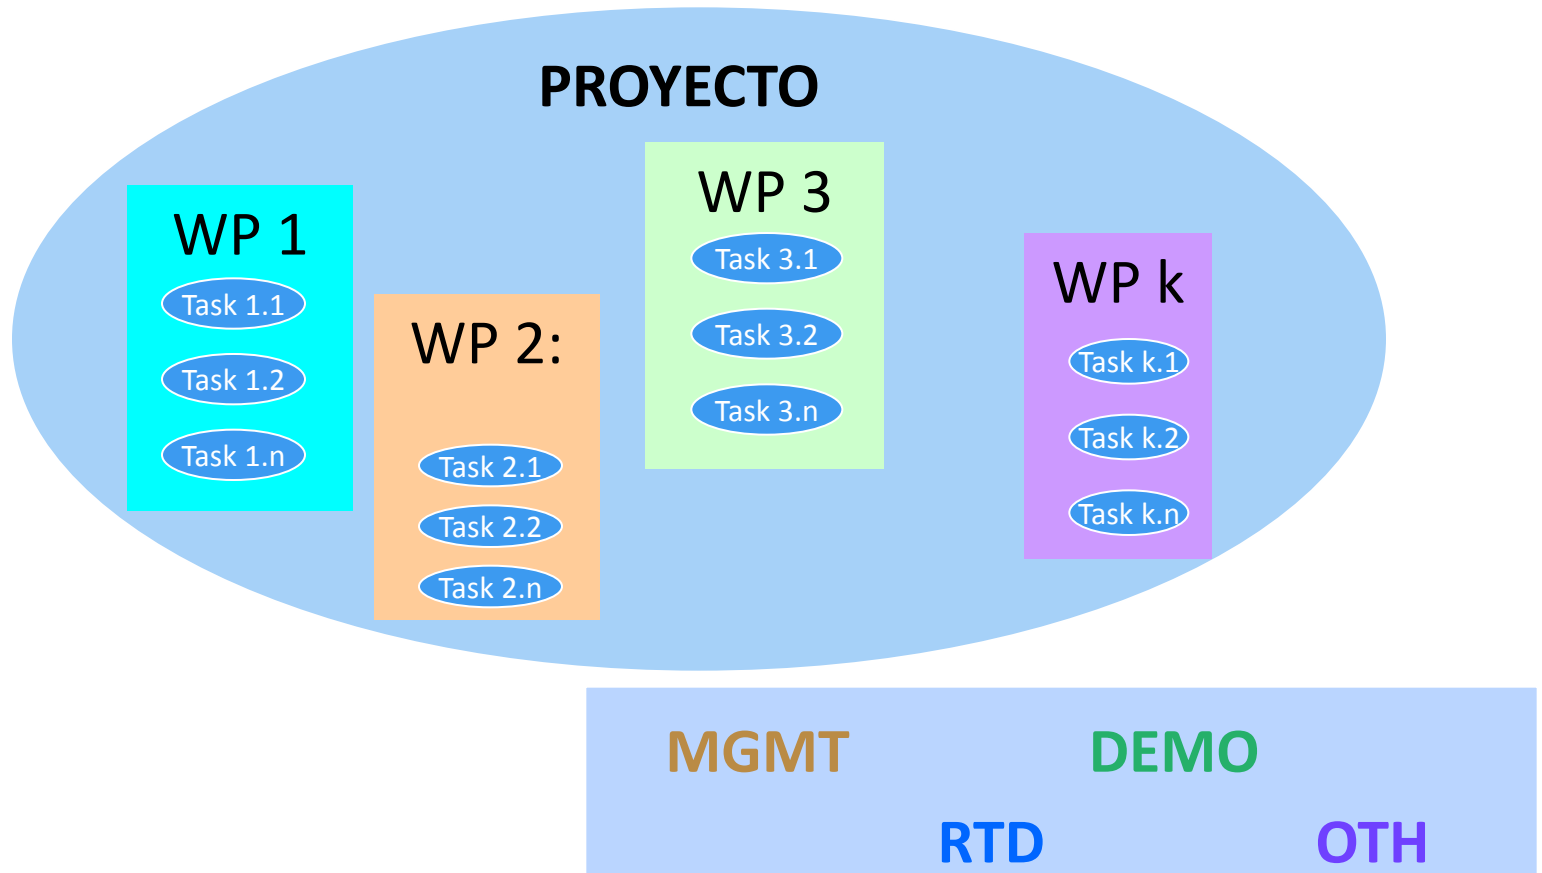 PROYECTO
WP 1
Task 1.1
Task 1.2
Task 1.n
WP 2:
Task 2.1
Task 2.2
Task 2.n
WP 3
Task 3.1
Task 3.2
Task 3.n
WP k
Task k.1
Task k.2
Task k.n
MGMT
DEMO
RTD
OTH